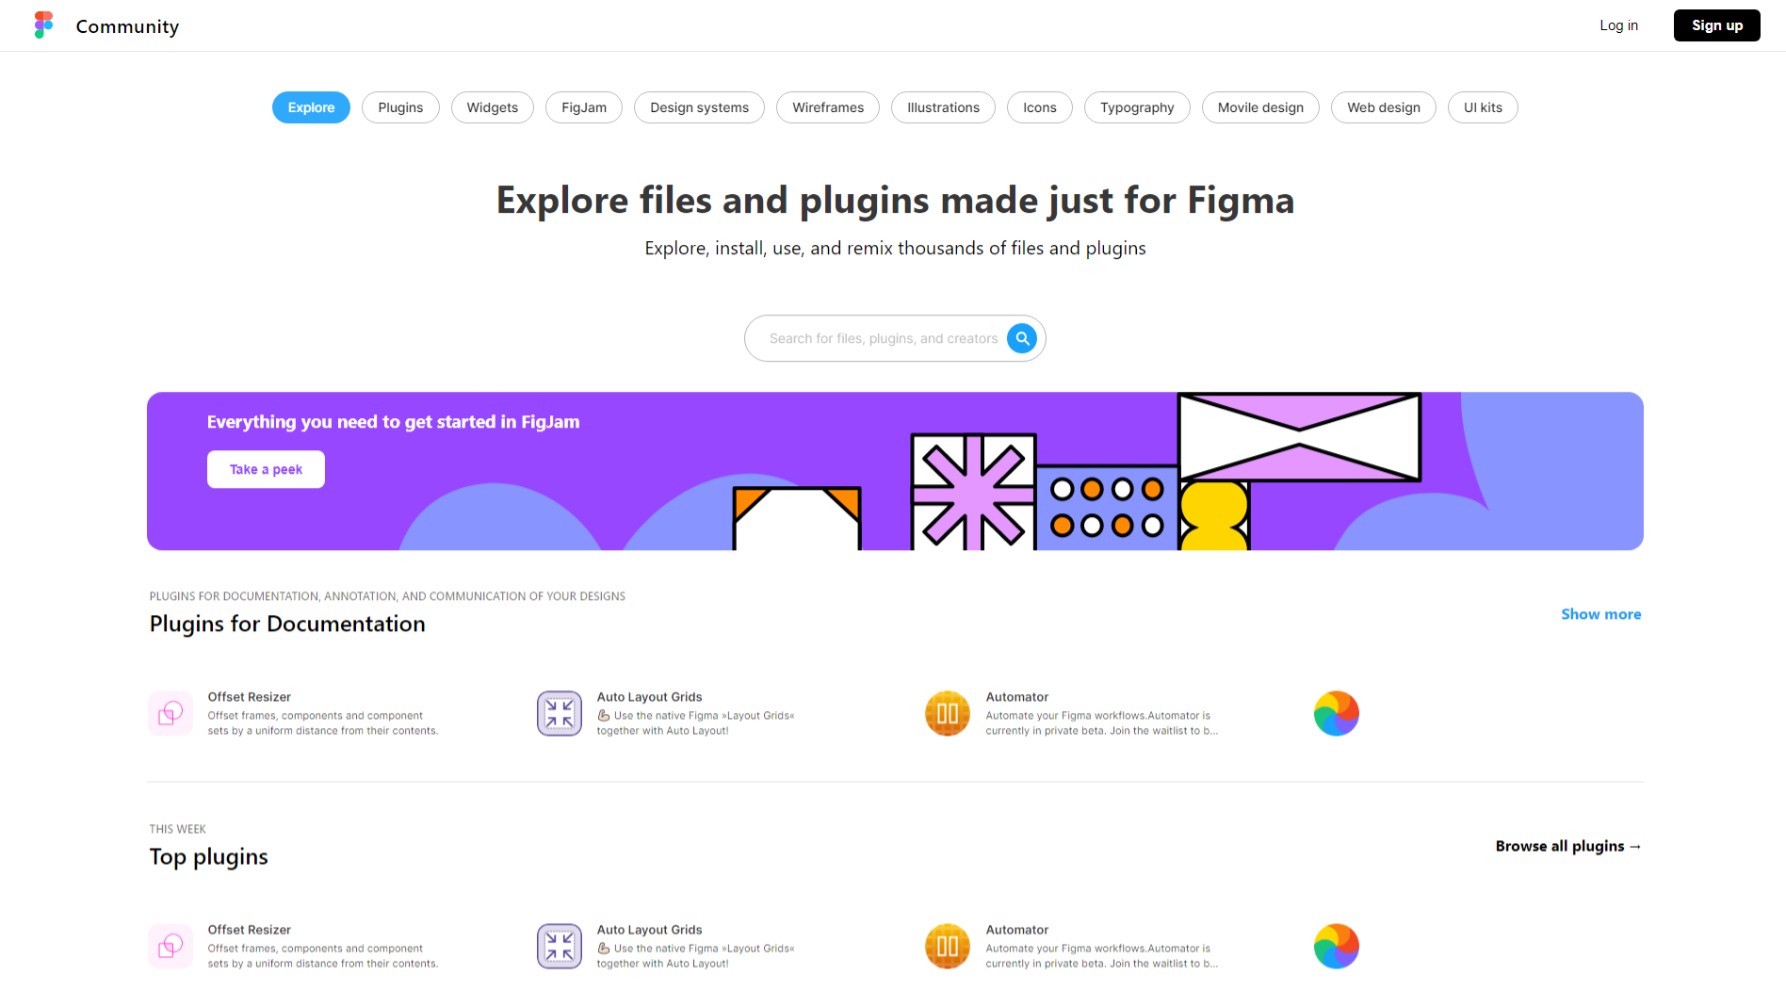 Community
Log in
Sign up
Explore
Plugins
Widgets
FigJam
Design systems
Wireframes
Illustrations
Icons
Typography
Movile design
Web design
UI kits
Explore files and plugins made just for Figma
Explore, install, use, and remix thousands of files and plugins
Search for files, plugins, and creators
Everything you need to get started in FigJam
Take a peek
PLUGINS FOR DOCUMENTATION, ANNOTATION, AND COMMUNICATION OF YOUR DESIGNS
Plugins for Documentation
Show more
Offset Resizer
Offset frames, components and component
sets by a uniform distance from their contents.
Auto Layout Grids
💪🏼 Use the native Figma »Layout Grids«
together with Auto Layout!
Automator
Automate your Figma workflows.Automator is
currently in private beta. Join the waitlist to b...
THIS WEEK
Top plugins
Browse all plugins →
Offset Resizer
Offset frames, components and component
sets by a uniform distance from their contents.
Auto Layout Grids
💪🏼 Use the native Figma »Layout Grids«
together with Auto Layout!
Automator
Automate your Figma workflows.Automator is
currently in private beta. Join the waitlist to b...